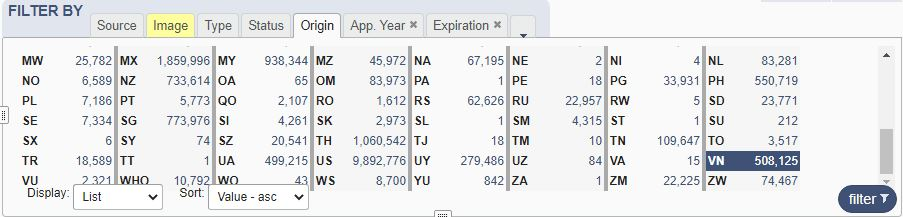 FILTER BY
Source Image Type Status Origin App. Year × Expiration ×
MW 25,782 MX 1,859,996 MY 938,344 MZ 45,972 NA 67,195 NE 2 NI 4 NL 83,281
NO 6,589 NZ 733,614 OA 65 OM 83,973 PA 1 PE 18 PG 33,931 PH 550,719
PL 7,186 PT 5,773 QO 2,107 RO 1,612 RS 62,626 RU 22,957 RW 5 SD 23,771
SE 7,334 SG 773,976 SI 4,261 SK 2,973 SL 1 SM 4,315 ST 1 SU 212
SX 6 SY 74 SZ 20,541 TH 1,060,542 TJ 18 TM 10 TN 109,647 TO 3,517
TR 18,589 TT 1 UA 499,215 US 9,892,776 UY 279,486 UZ 84 VA 15 VN 508,125
VU 2,321 WHO 10,792 WO 43 WS 8,700 YU 842 ZA 1 ZM 22,225 ZW 74,467
Display: List Sort: Value - asc filter